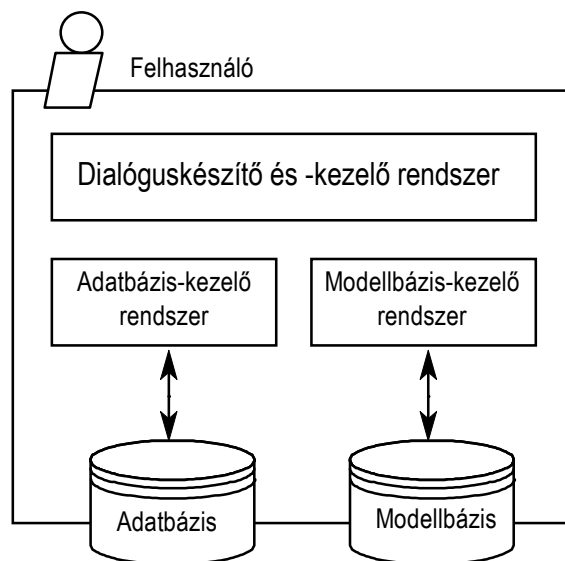 Felhasználó
Dialóguskészítő és -kezelő rendszer
Adatbázis-kezelő
rendszer
Modellbázis-kezelő
rendszer
Adatbázis
Modellbázis